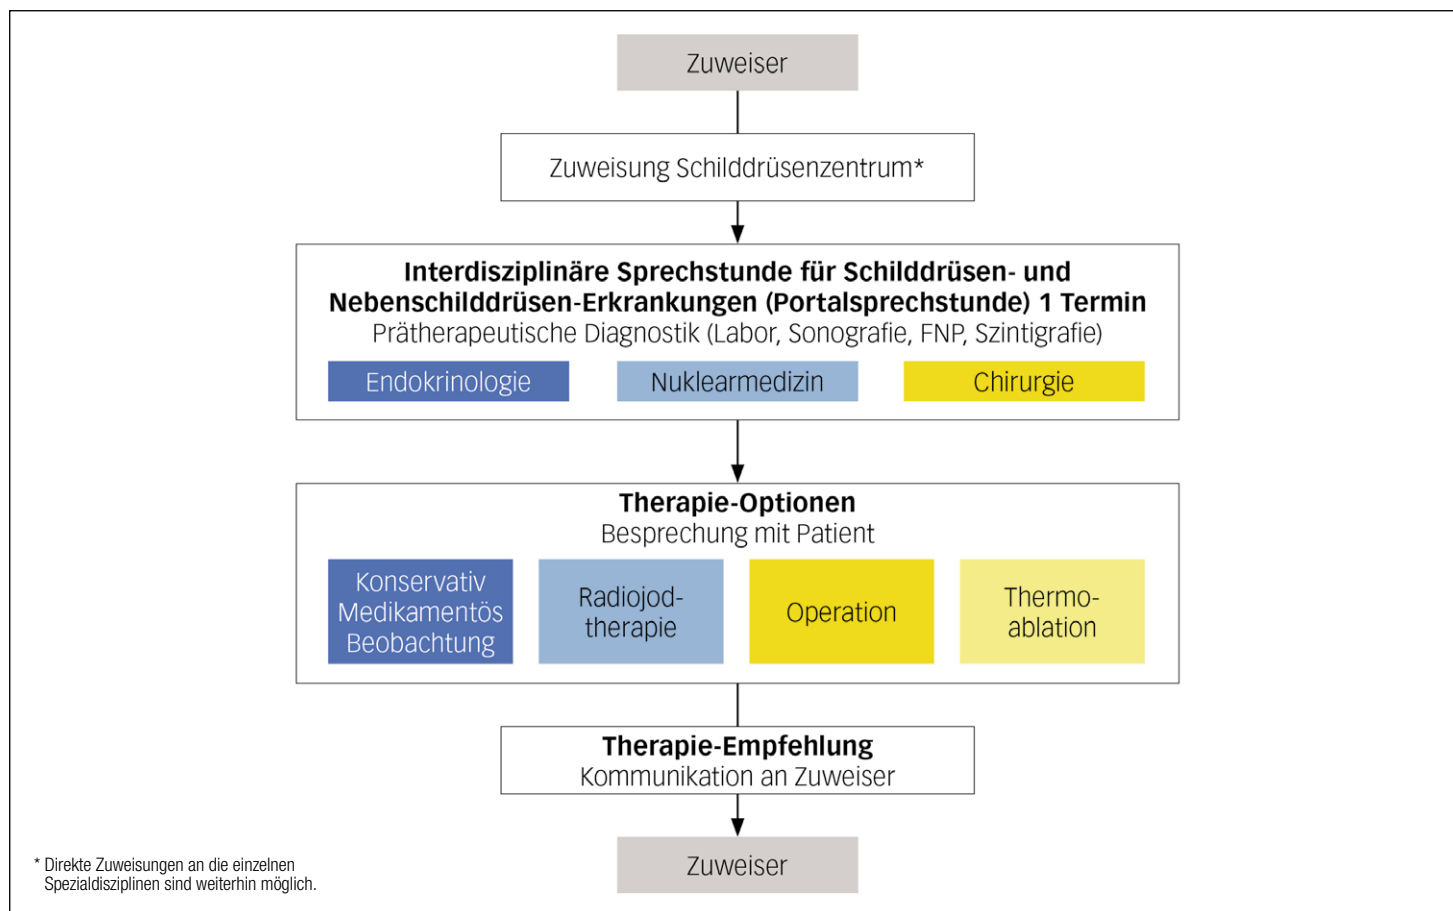 Zuweiser
Zuweisung Schilddrüsenzentrum*
Interdisziplinäre Sprechstunde für Schilddrüsen- und
Nebenschilddrüsen-Erkrankungen (Portalsprechstunde) 1 Termin
Prätherapeutische Diagnostik (Labor, Sonografie, FNP, Szintigrafie)
Endokrinologie
Nuklearmedizin
Chirurgie
Therapie-Optionen
Besprechung mit Patient
Konservativ
Medikamentös
Beobachtung
Radiojod-
therapie
Operation
Thermo-
ablation
Therapie-Empfehlung
Kommunikation an Zuweiser
Zuweiser
* Direkte Zuweisungen an die einzelnen
Spezialdisziplinen sind weiterhin möglich.